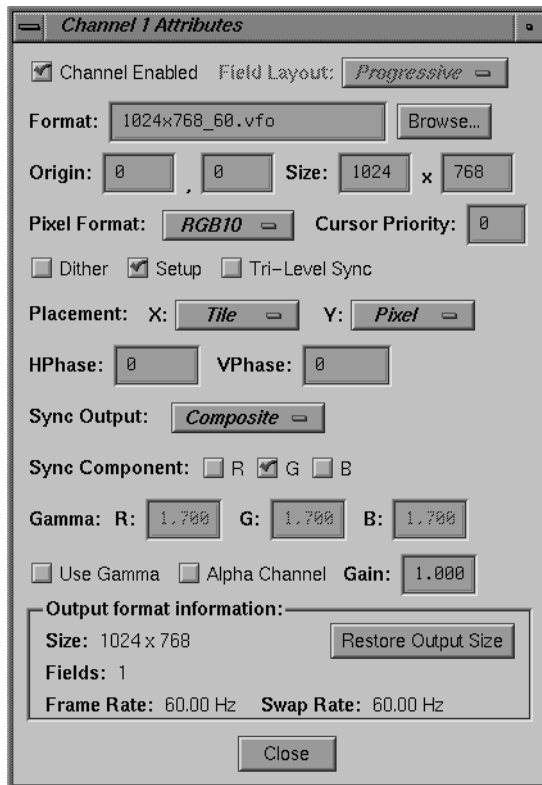 Channel 1 Attributes
Channel Enabled Field Layout: Progressive
Format: 1024x768_60.vfo Browse...
Origin: 0 , 0 Size: 1024 x 768
Pixel Format: RGB10 Cursor Priority: 0
Dither Setup Tri-Level Sync
Placement: X: Tile Y: Pixel
HPhase: 0 VPhase: 0
Sync Output: Composite
Sync Component: R G B
Gamma: R: 1.700 G: 1.700 B: 1.700
Use Gamma Alpha Channel Gain: 1.000
Output format information:
Size: 1024 x 768 Restore Output Size
Fields: 1
Frame Rate: 60.00 Hz Swap Rate: 60.00 Hz
Close